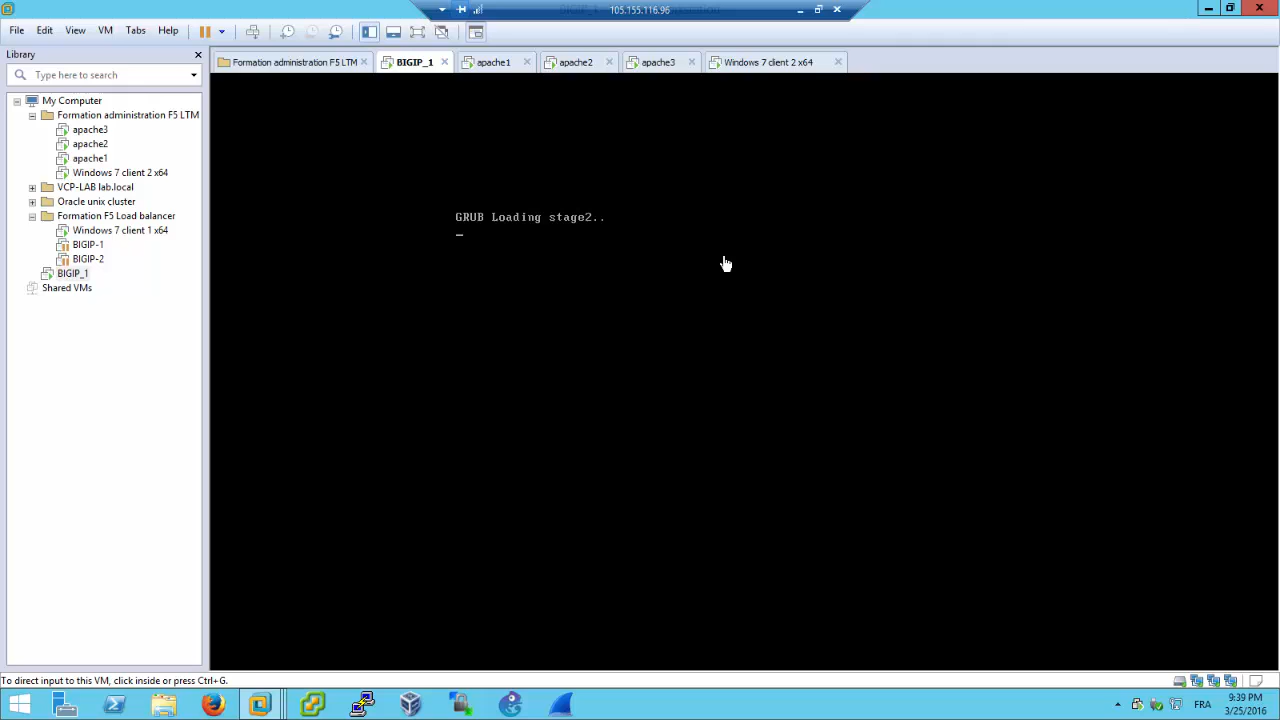 105.155.116.96
File Edit View VM Tabs Help
Library
Type here to search
My Computer
Formation administration F5 LTM
apache3
apache2
apache1
Windows 7 client 2 x64
VCP-LAB lab.local
Oracle unix cluster
Formation F5 Load balancer
Windows 7 client 1 x64
BIGIP-1
BIGIP-2
BIGIP_1
Shared VMs
Formation administration F5 LTM BIGIP_1 apache1 apache2 apache3 Windows 7 client 2 x64
GRUB Loading stage2..
To direct input to this VM, click inside or press Ctrl+G.
FRA
9:39 PM
3/25/2016